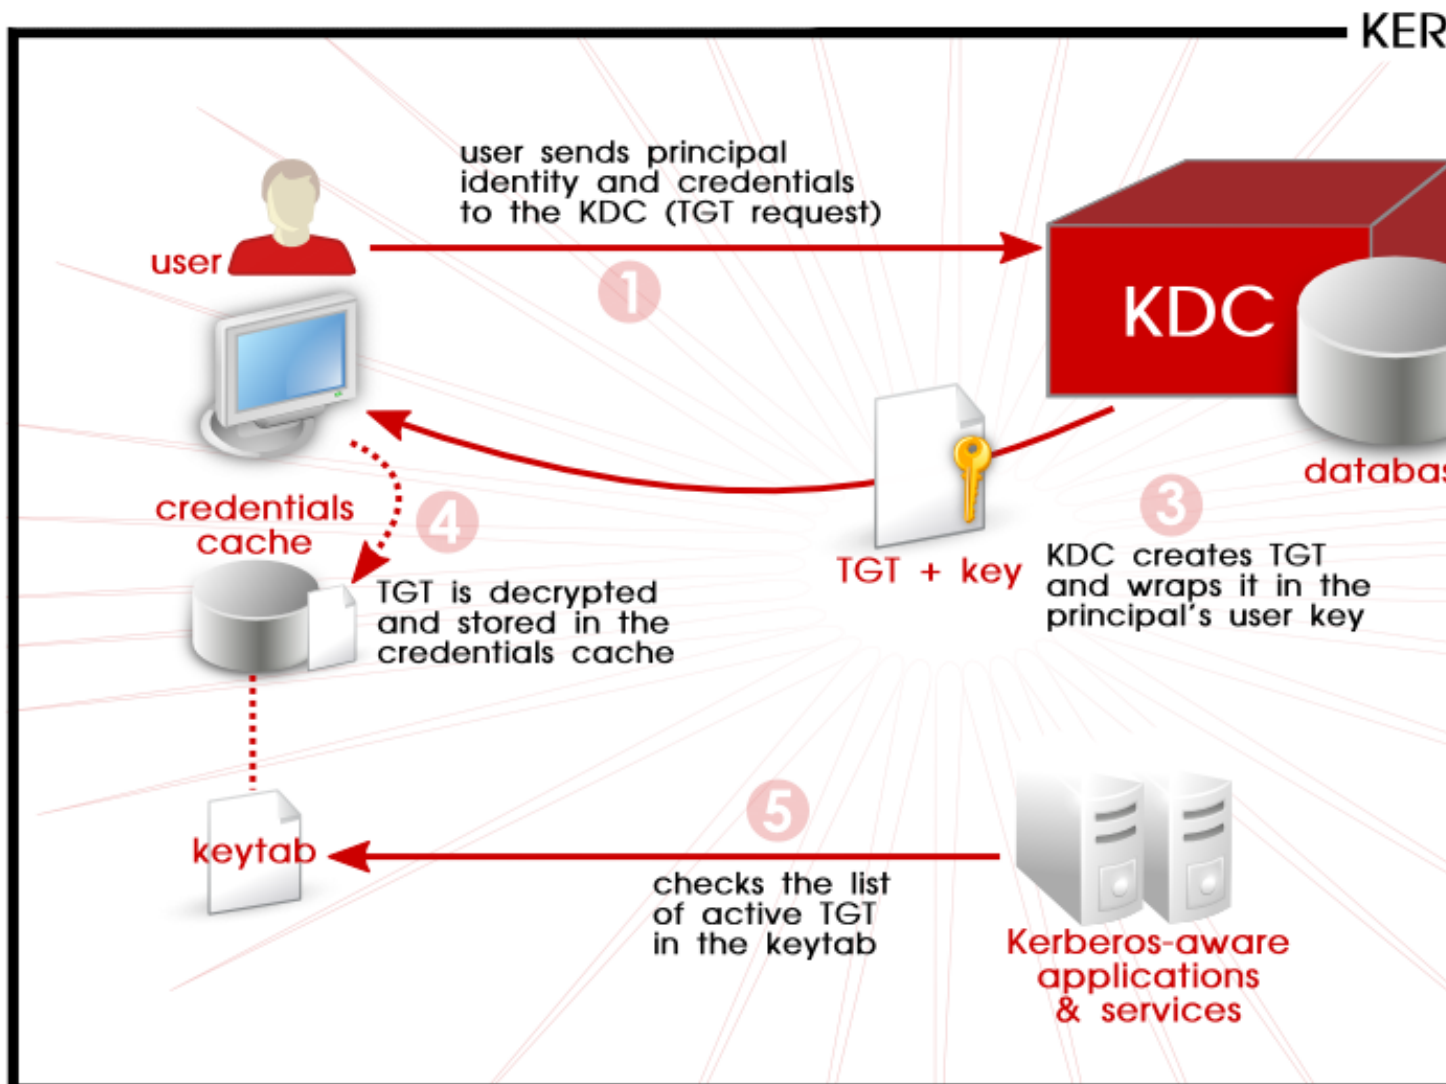 KER
user sends principal
identity and credentials
to the KDC (TGT request)
user
1
KDC
databas
credentials
cache
4
3
TGT + key
KDC creates TGT
and wraps it in the
principal's user key
TGT is decrypted
and stored in the
credentials cache
5
keytab
checks the list
of active TGT
in the keytab
Kerberos-aware
applications
& services